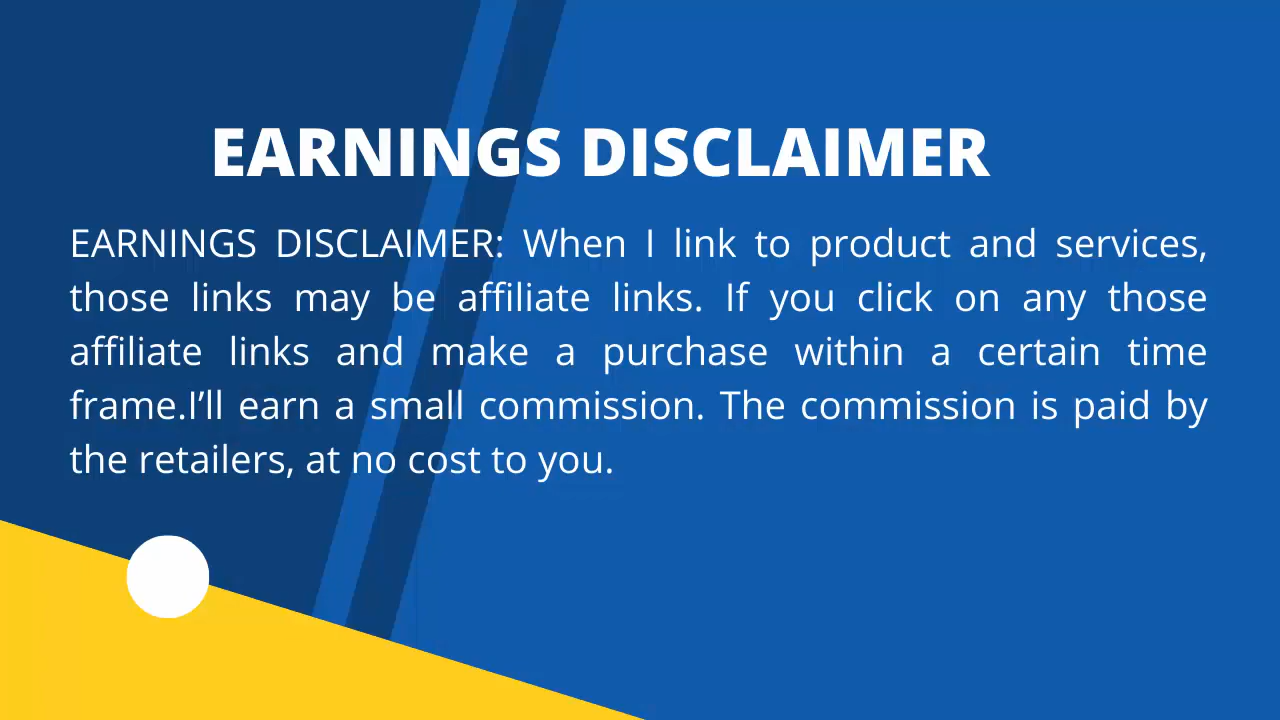 EARNINGS DISCLAIMER
EARNINGS DISCLAIMER: When I link to product and services,
those links may be affiliate links. If you click on any those
affiliate links and make a purchase within a certain time
frame.I’ll earn a small commission. The commission is paid by
the retailers, at no cost to you.